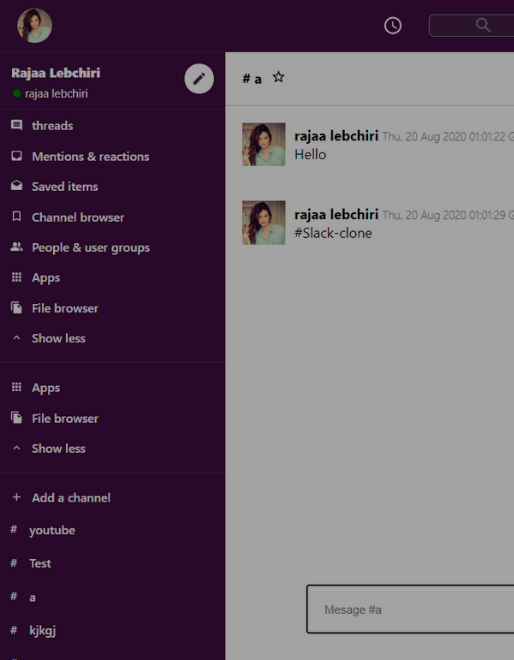 Rajaa Lebchiri
rajaa lebchiri
threads
Mentions & reactions
Saved items
Channel browser
People & user groups
Apps
File browser
Show less
Apps
File browser
Show less
+ Add a channel
# youtube
# Test
# a
# kjkgj
# a
rajaa lebchiri Thu, 20 Aug 2020 01:01:22 G
Hello
rajaa lebchiri Thu, 20 Aug 2020 01:01:29 G
#Slack-clone
Mesage #a